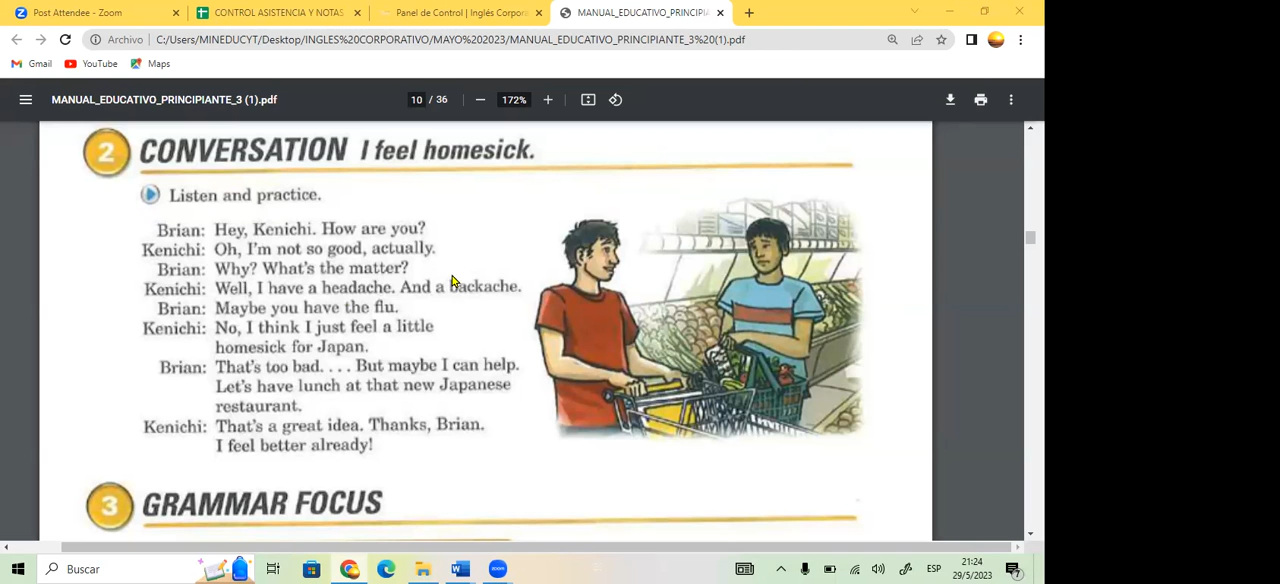 Post Attendee - Zoom
CONTROL ASISTENCIA Y NOTAS
Panel de Control | Inglés Corpora
MANUAL_EDUCATIVO_PRINCIPI
Archivo
C:/Users/MINEDUCYT/Desktop/INGLES%20CORPORATIVO/MAYO%202023/MANUAL_EDUCATIVO_PRINCIPIANTE_3%20(1).pdf
Gmail
YouTube
Maps
MANUAL_EDUCATIVO_PRINCIPIANTE_3 (1).pdf
10 / 36
172%
2 CONVERSATION I feel homesick.
Listen and practice.
Brian: Hey, Kenichi. How are you?
Kenichi: Oh, I'm not so good, actually.
Brian: Why? What's the matter?
Kenichi: Well, I have a headache. And a backache.
Brian: Maybe you have the flu.
Kenichi: No, I think I just feel a little
homesick for Japan.
Brian: That's too bad. . . . But maybe I can help.
Let's have lunch at that new Japanese
restaurant.
Kenichi: That's a great idea. Thanks, Brian.
I feel better already!
3 GRAMMAR FOCUS
Buscar
zoom
ESP
21:24
29/5/2023
7